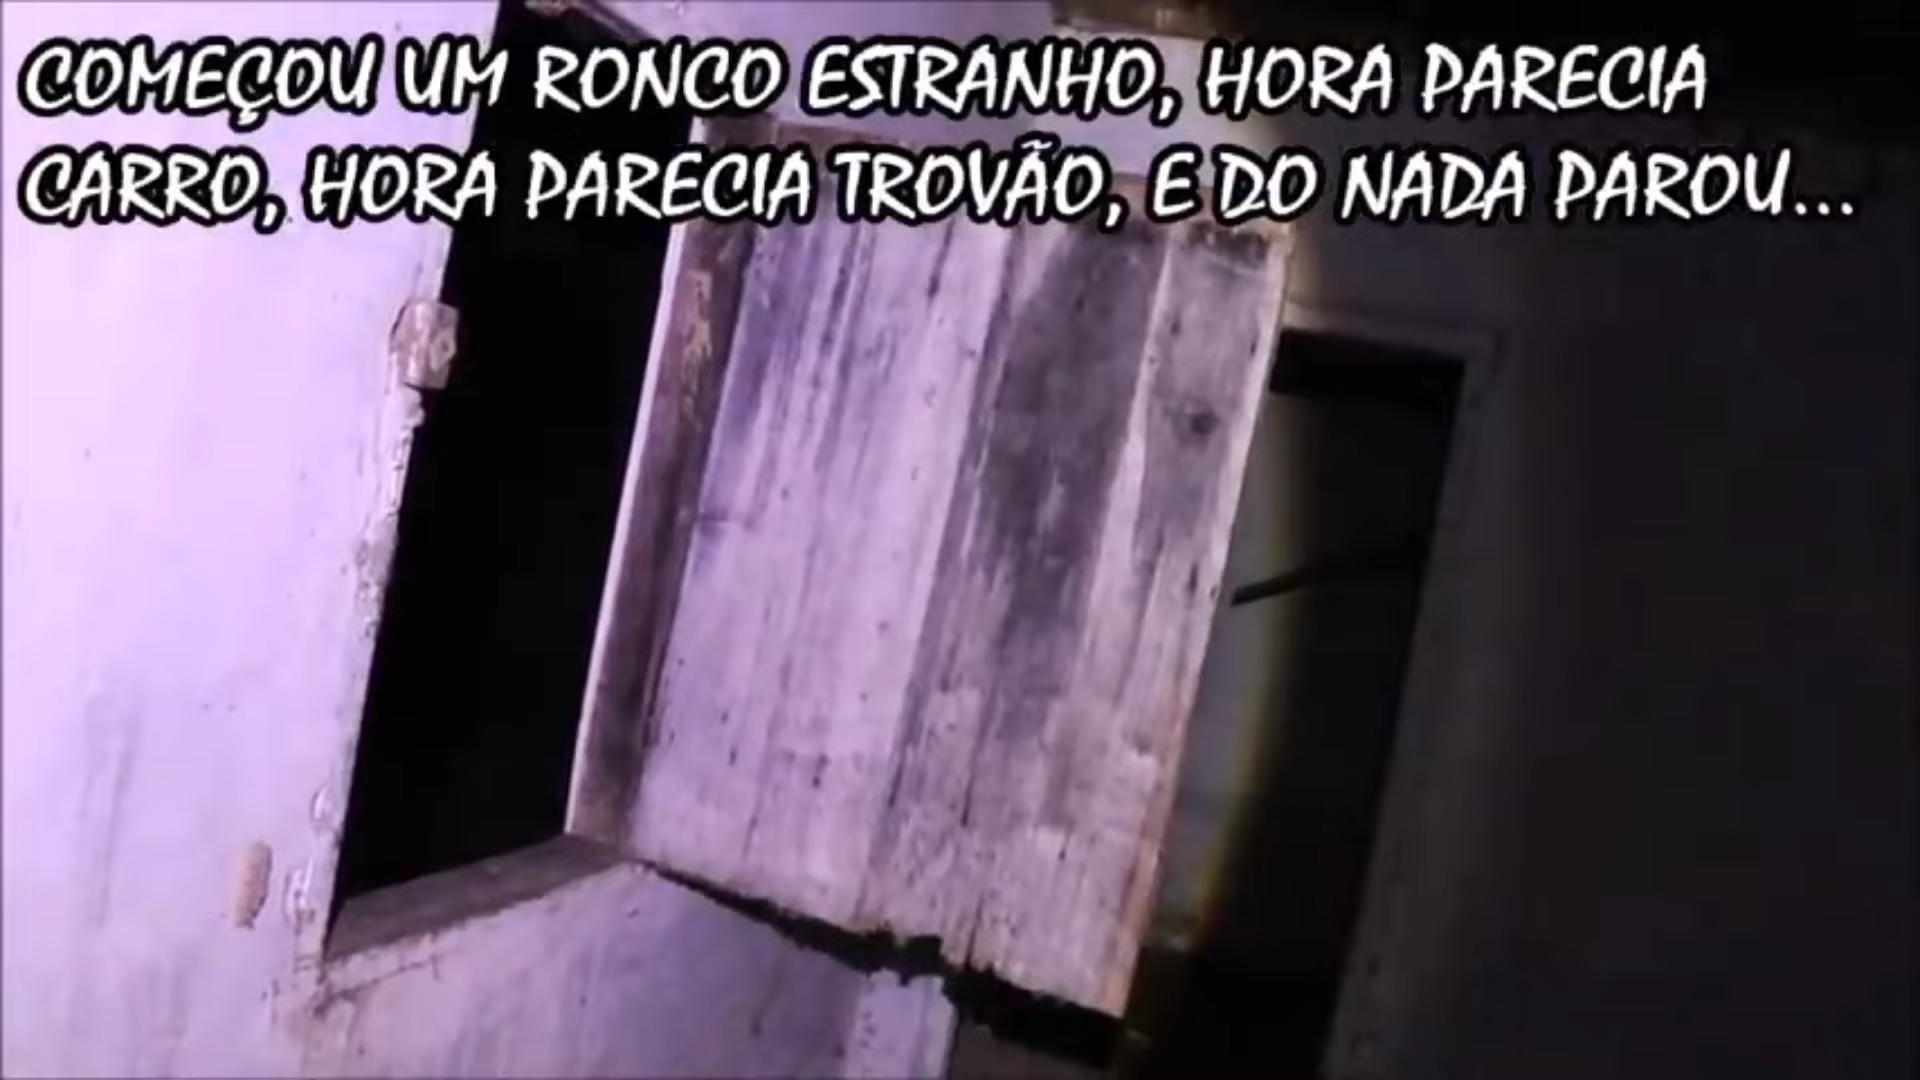 COMEÇOU UM RONCO ESTRANHO, HORA PARECIA
CARRO, HORA PARECIA TROVÃO, E DO NADA PAROU...